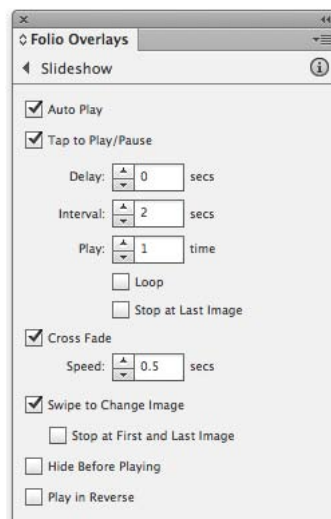 Folio Overlays
Slideshow
Auto Play
Tap to Play/Pause
Delay: 0 secs
Interval: 2 secs
Play: 1 time
Loop
Stop at Last Image
Cross Fade
Speed: 0.5 secs
Swipe to Change Image
Stop at First and Last Image
Hide Before Playing
Play in Reverse